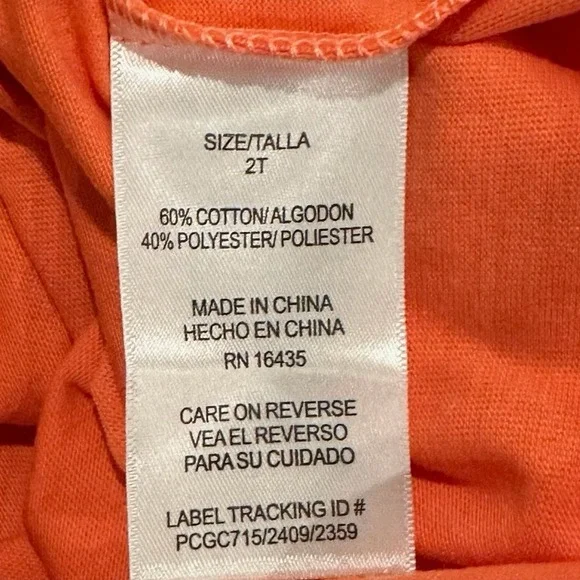 SIZE/TALLA
2T
60% COTTON/ALGODON
40% POLYESTER/POLIESTER
MADE IN CHINA
HECHO EN CHINA
RN 16435
CARE ON REVERSE
VEA EL REVERSO
PARA SU CUIDADO
LABEL TRACKING ID #
PCGC715/2409/2359